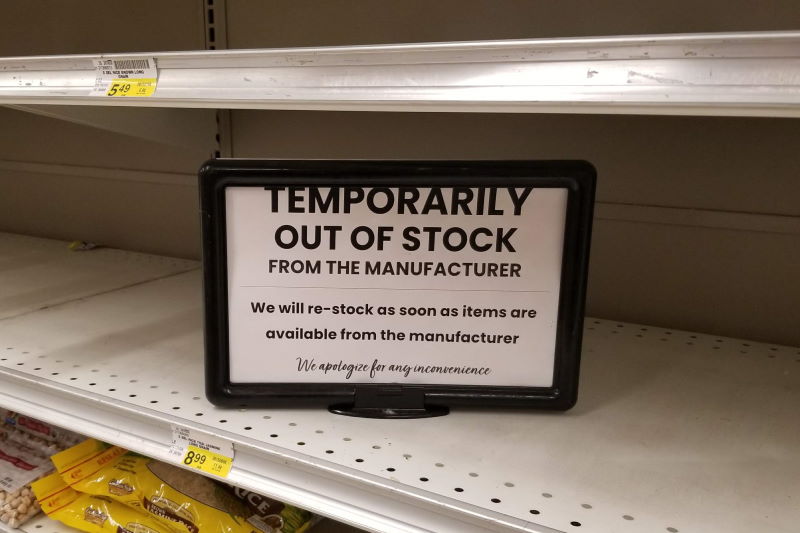 5 49
TEMPORARILY
OUT OF STOCK
FROM THE MANUFACTURER
We will re-stock as soon as items are
available from the manufacturer
We apologize for any inconvenience
8 99
RICE